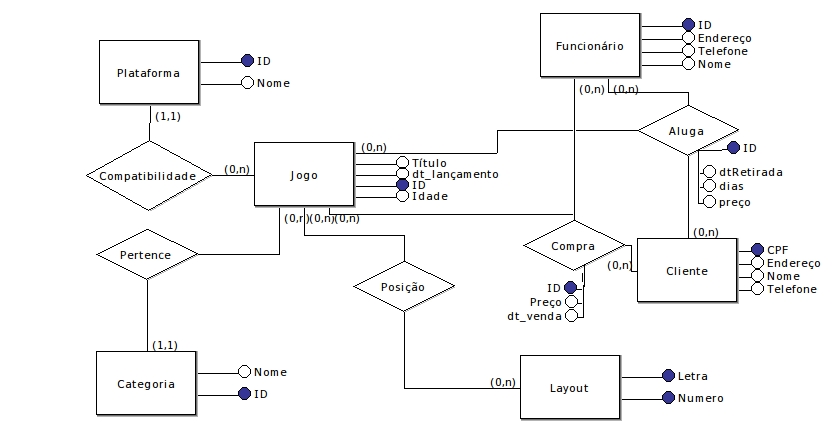 Funcionário
ID
Endereço
Telefone
Nome
Plataforma
ID
Nome
(0,n)
(0,n)
(1,1)
Aluga
ID
dtRetirada
dias
preço
Compatibilidade
(0,n)
Jogo
(0,n)
Título
dt_lançamento
ID
Idade
(0,n)
(0,n)
(0,n)
Pertence
Compra
(0,n)
(0,n)
Cliente
CPF
Endereço
Nome
Telefone
Posição
ID
Preço
dt_venda
(1,1)
Categoria
Nome
ID
(0,n)
Layout
Letra
Numero